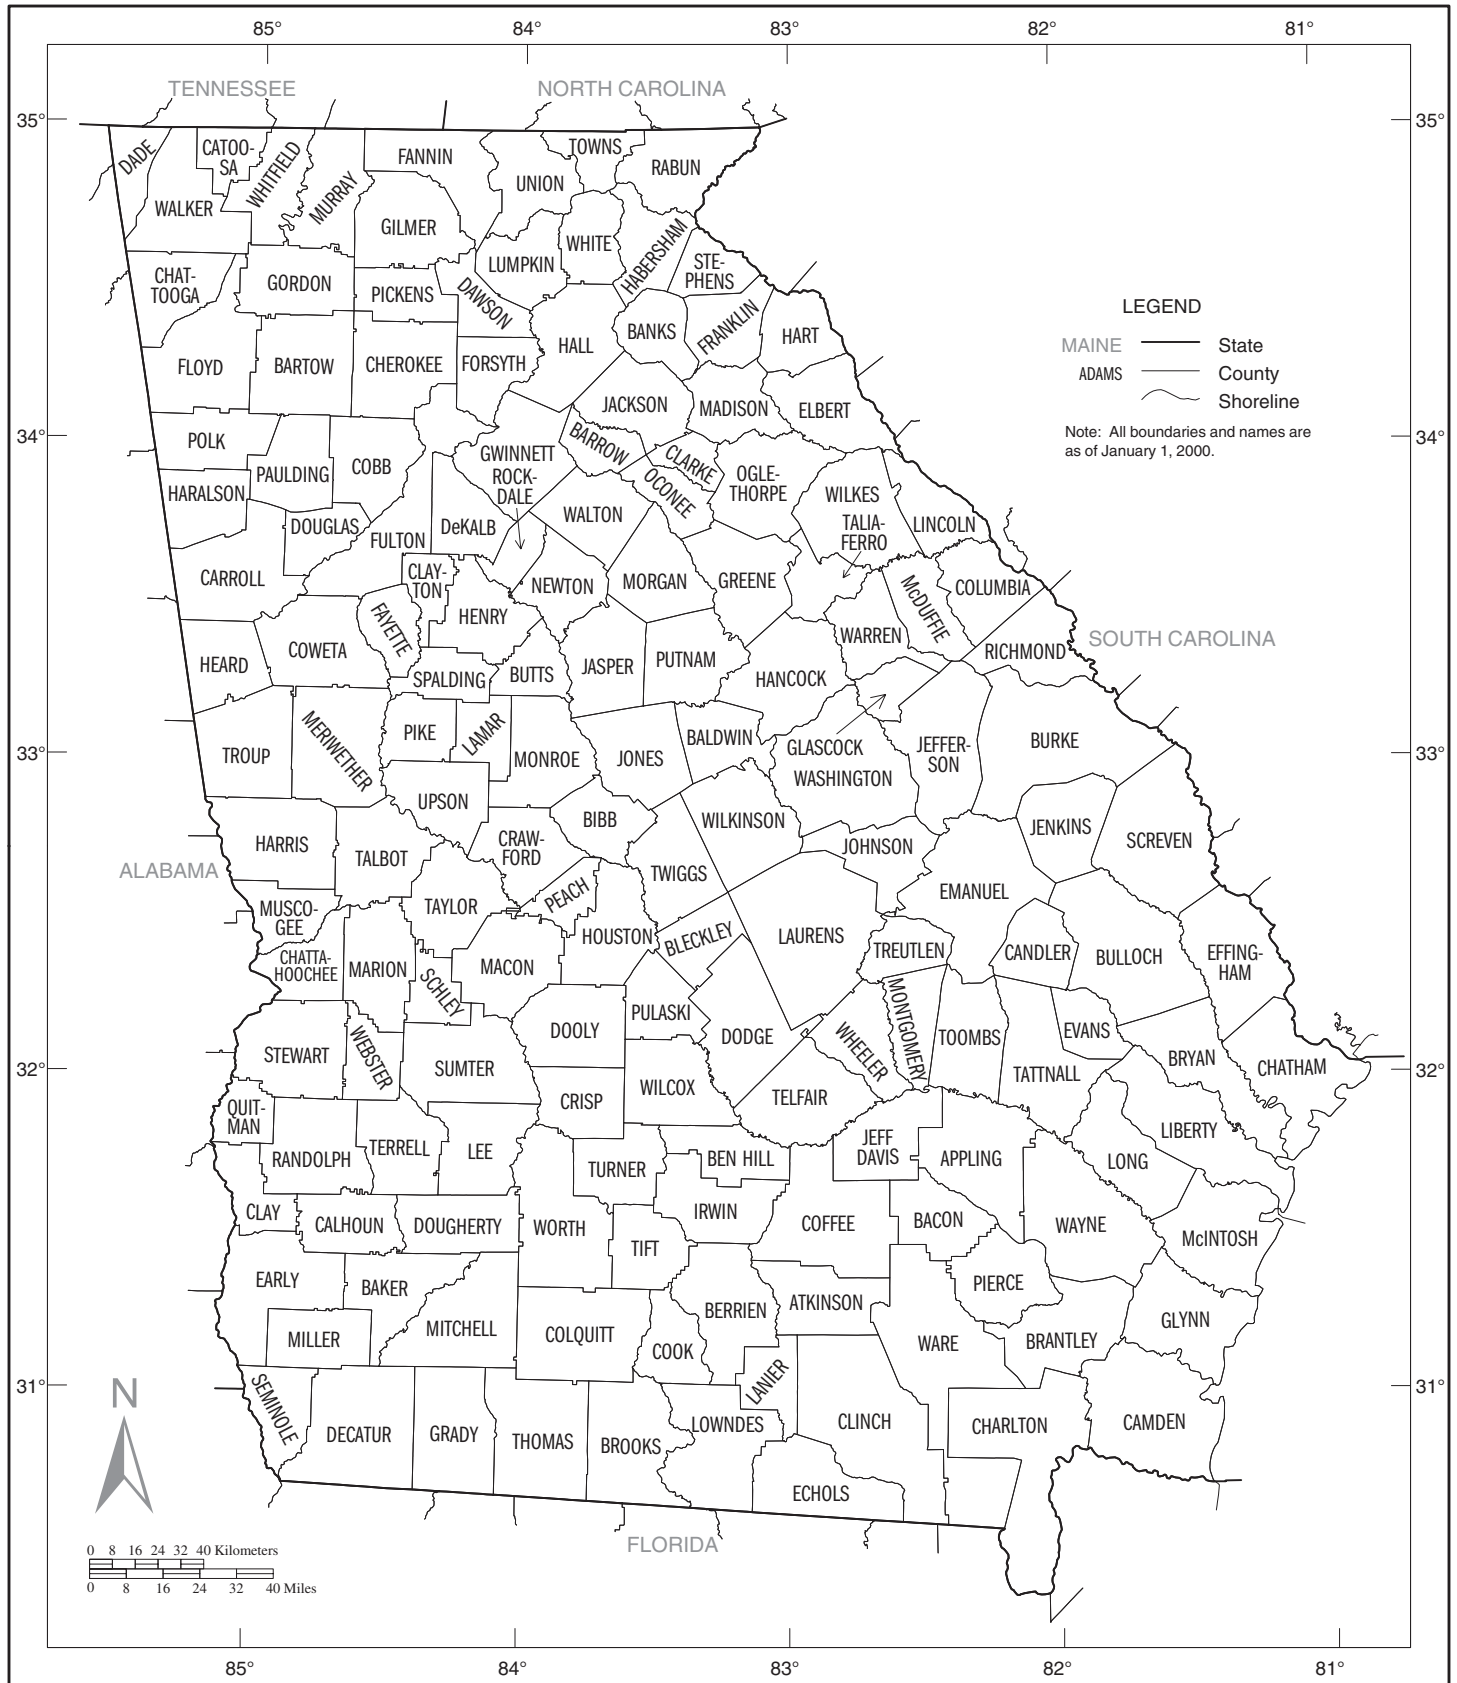 85° 84° 83° 82° 81°
TENNESSEE NORTH CAROLINA
35° 35°
DADE
CATOO-
SA
WHITFIELD
MURRAY
FANNIN
UNION
TOWNS
RABUN
WALKER
GILMER
WHITE
HABERSHAM
LUMPKIN
STE-
PHENS
CHAT-
TOOGA
GORDON
PICKENS
DAWSON
LEGEND
MAINE State
ADAMS County
Shoreline
Note: All boundaries and names are
as of January 1, 2000.
HALL
BANKS
FRANKLIN
HART
FLOYD
BARTOW
CHEROKEE
FORSYTH
JACKSON
MADISON
ELBERT
34° 34°
POLK
PAULDING
COBB
GWINNETT
BARROW
CLARKE
OCONEE
OGLE-
THORPE
HARALSON
ROCK-
DALE
WILKES
LINCOLN
DOUGLAS
FULTON
DeKALB
WALTON
TALIA-
FERRO
CARROLL
CLAY-
TON
NEWTON
MORGAN
GREENE
McDUFFIE
COLUMBIA
HENRY
FAYETTE
WARREN
RICHMOND
SOUTH CAROLINA
HEARD
COWETA
SPALDING
BUTTS
JASPER
PUTNAM
HANCOCK
TROUP
MERIWETHER
PIKE
LAMAR
MONROE
JONES
BALDWIN
GLASCOCK
WASHINGTON
JEFFER-
SON
BURKE
33° 33°
UPSON
BIBB
WILKINSON
JENKINS
SCREVEN
HARRIS
TALBOT
CRAW-
FORD
JOHNSON
ALABAMA
TWIGGS
PEACH
EMANUEL
MUSCO-
GEE
TAYLOR
HOUSTON
BLECKLEY
LAURENS
TREUTLEN
CANDLER
BULLOCH
EFFING-
HAM
CHATTA-
HOOCHEE
MARION
SCHLEY
MACON
PULASKI
DODGE
MONTGOMERY
WHEELER
TOOMBS
EVANS
STEWART
WEBSTER
SUMTER
DOOLY
BRYAN
CHATHAM
32° 32°
TATTNALL
WILCOX
TELFAIR
CRISP
QUIT-
MAN
LIBERTY
RANDOLPH
TERRELL
LEE
TURNER
BEN HILL
JEFF
DAVIS
APPLING
LONG
CLAY
CALHOUN
DOUGHERTY
WORTH
IRWIN
COFFEE
BACON
WAYNE
McINTOSH
TIFT
EARLY
BAKER
PIERCE
BERRIEN
ATKINSON
GLYNN
MILLER
MITCHELL
COLQUITT
COOK
WARE
BRANTLEY
31° 31°
LANIER
N
SEMINOLE
DECATUR
GRADY
THOMAS
BROOKS
LOWNDES
CLINCH
CHARLTON
CAMDEN
ECHOLS
FLORIDA
0 8 16 24 32 40 Kilometers
0 8 16 24 32 40 Miles
85° 84° 83° 82° 81°